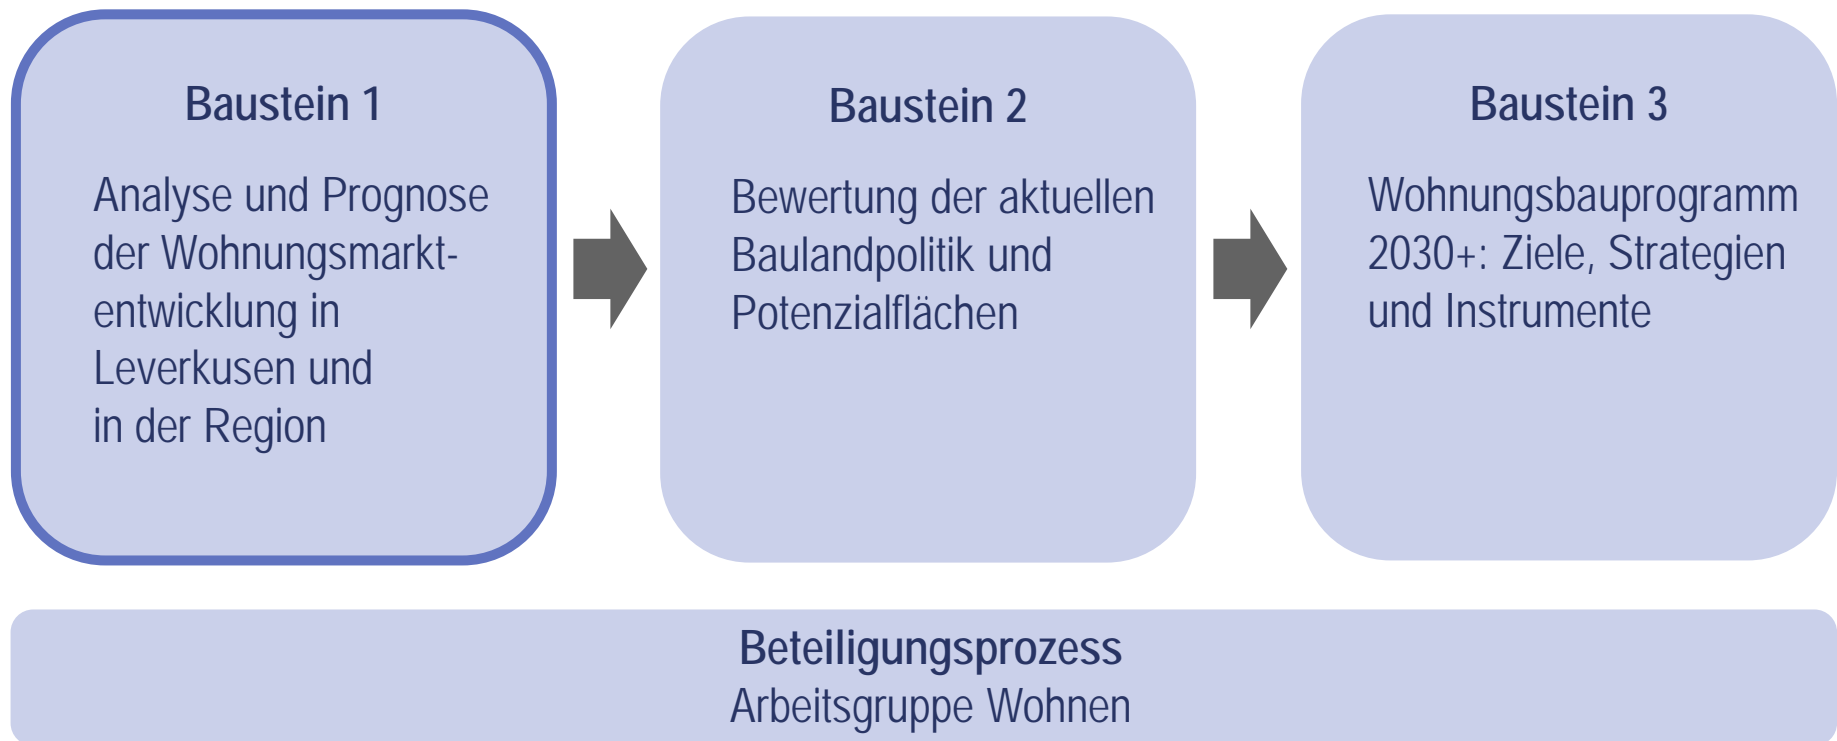 Baustein 1
Analyse und Prognose
der Wohnungsmarkt-
entwicklung in
Leverkusen und
in der Region
Baustein 2
Bewertung der aktuellen
Baulandpolitik und
Potenzialflächen
Baustein 3
Wohnungsbauprogramm
2030+: Ziele, Strategien
und Instrumente
Beteiligungsprozess
Arbeitsgruppe Wohnen